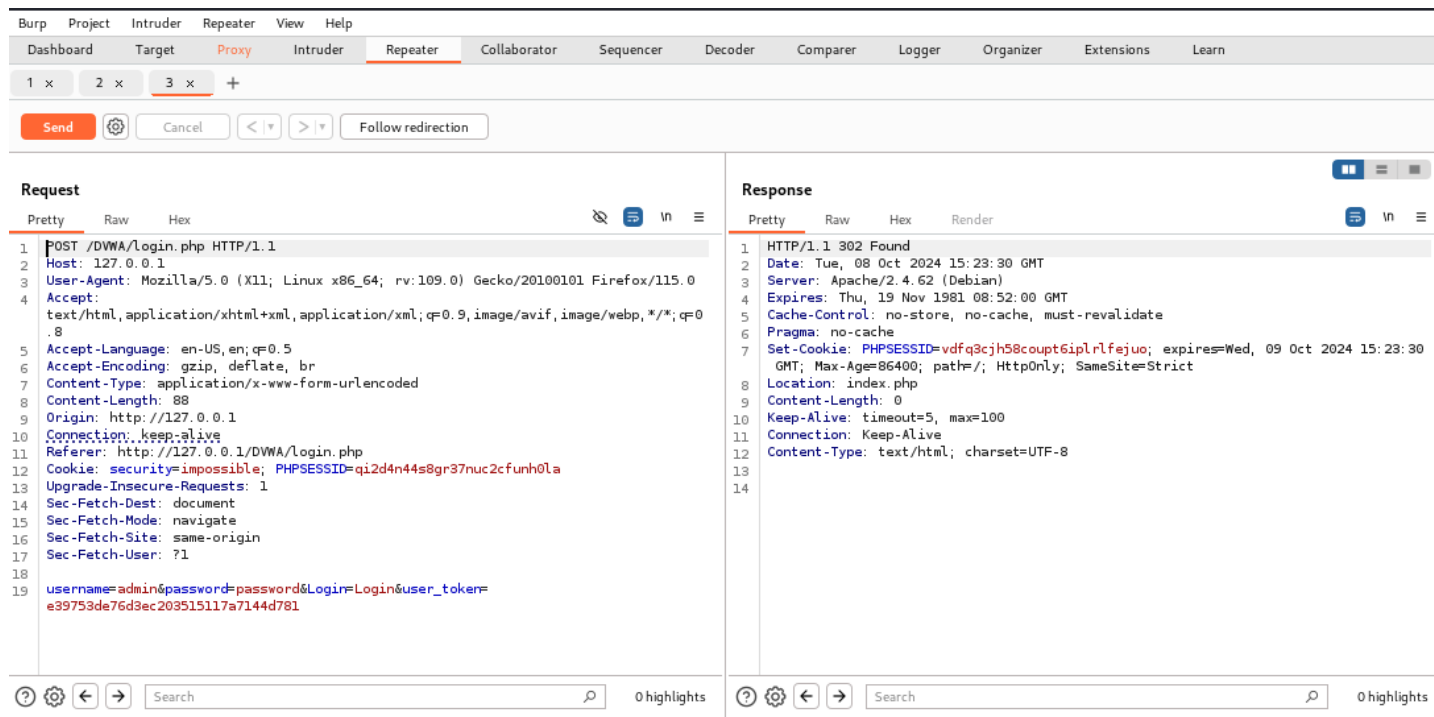 Burp Project Intruder Repeater View Help
Dashboard Target Proxy Intruder Repeater Collaborator Sequencer Decoder Comparer Logger Organizer Extensions Learn
1 × 2 × 3 × +
Send Cancel < > Follow redirection
Request
Pretty Raw Hex \n
1 POST /DVWA/login.php HTTP/1.1
2 Host: 127.0.0.1
3 User-Agent: Mozilla/5.0 (X11; Linux x86_64; rv:109.0) Gecko/20100101 Firefox/115.0
4 Accept:
text/html,application/xhtml+xml,application/xml;q=0.9,image/avif,image/webp,*/*;q=0
.8
5 Accept-Language: en-US,en;q=0.5
6 Accept-Encoding: gzip, deflate, br
7 Content-Type: application/x-www-form-urlencoded
8 Content-Length: 88
9 Origin: http://127.0.0.1
10 Connection: keep-alive
11 Referer: http://127.0.0.1/DVWA/login.php
12 Cookie: security=impossible; PHPSESSID=qi2d4n44s8gr37nuc2cfunh0la
13 Upgrade-Insecure-Requests: 1
14 Sec-Fetch-Dest: document
15 Sec-Fetch-Mode: navigate
16 Sec-Fetch-Site: same-origin
17 Sec-Fetch-User: ?1
18
19 username=admin&password=password&Login=Login&user_token=
e39753de76d3ec203515117a7144d781
Search 0 highlights
Response
Pretty Raw Hex Render \n
1 HTTP/1.1 302 Found
2 Date: Tue, 08 Oct 2024 15:23:30 GMT
3 Server: Apache/2.4.62 (Debian)
4 Expires: Thu, 19 Nov 1981 08:52:00 GMT
5 Cache-Control: no-store, no-cache, must-revalidate
6 Pragma: no-cache
7 Set-Cookie: PHPSESSID=vdfq3cjh58coupt6iplrlfejuo; expires=Wed, 09 Oct 2024 15:23:30
GMT; Max-Age=86400; path=/; HttpOnly; SameSite=Strict
8 Location: index.php
9 Content-Length: 0
10 Keep-Alive: timeout=5, max=100
11 Connection: Keep-Alive
12 Content-Type: text/html; charset=UTF-8
13
14
Search 0 highlights